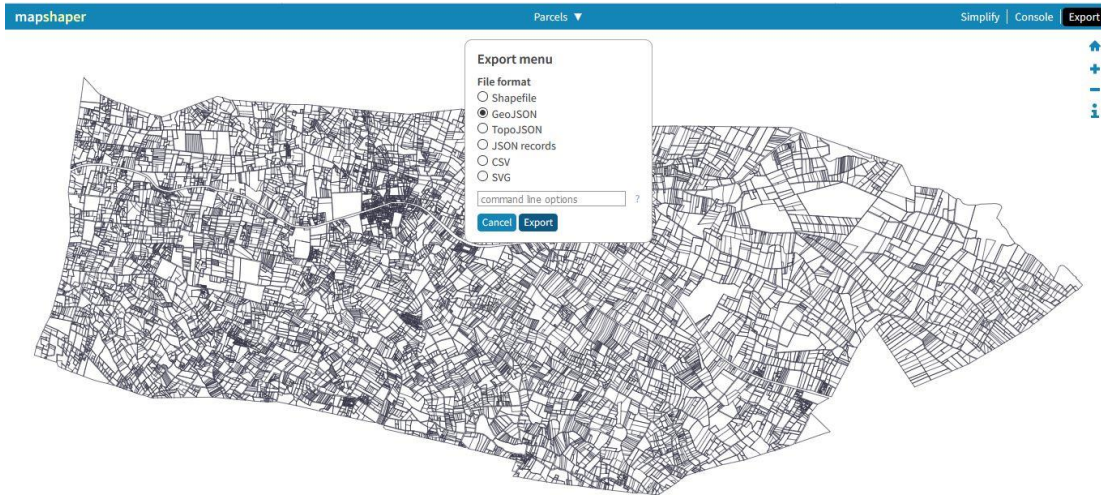 mapshaper
Parcels ▼
Simplify | Console | Export
Export menu
File format
Shapefile
GeoJSON
TopoJSON
JSON records
CSV
SVG
command line options ?
Cancel Export